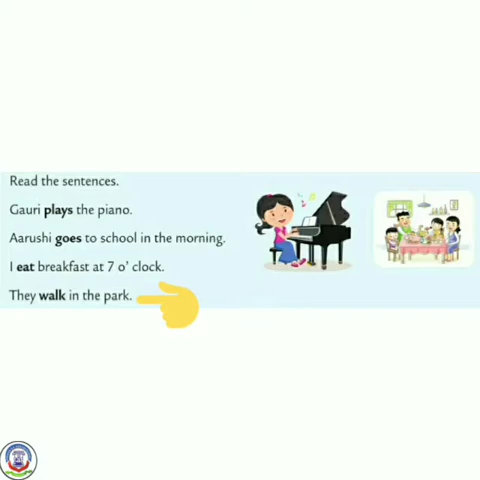 Read the sentences.
Gauri plays the piano.
Aarushi goes to school in the morning.
I eat breakfast at 7 o' clock.
They walk in the park.